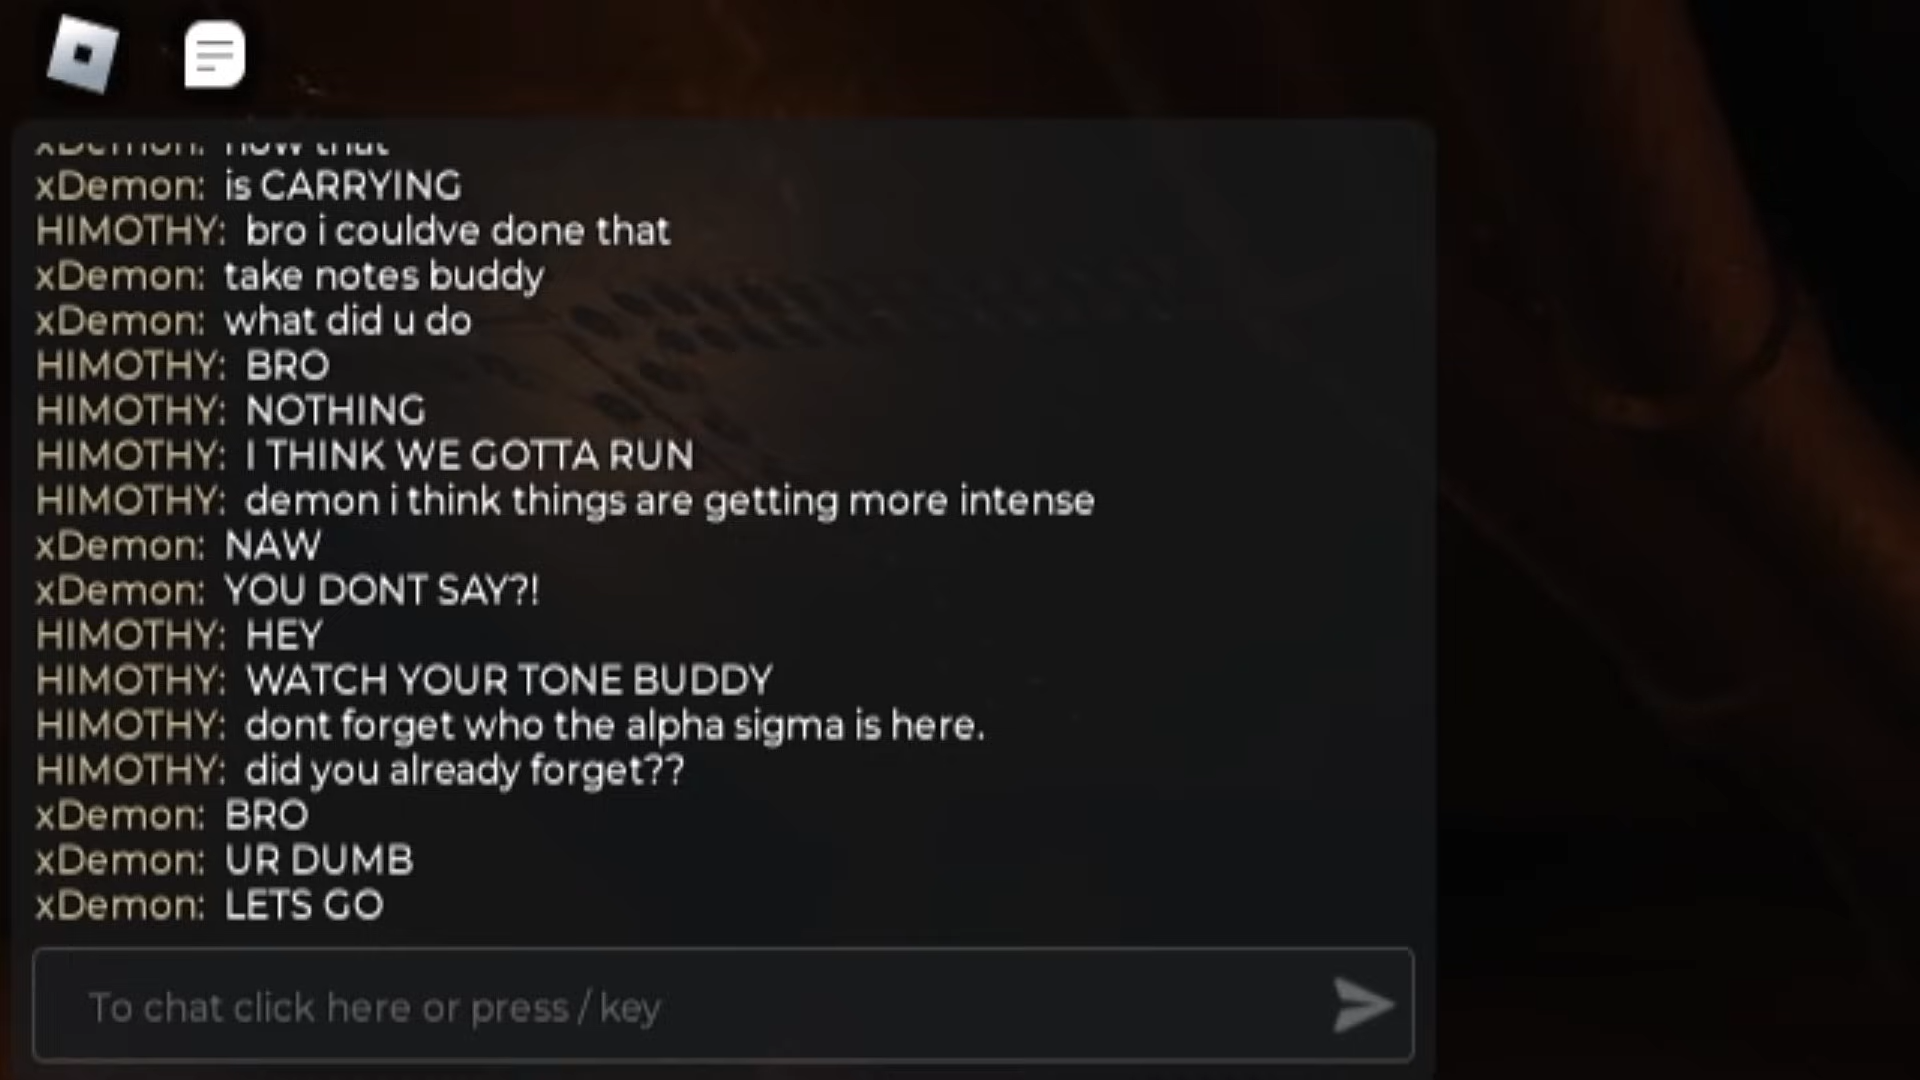 xDemon: now that
xDemon: is CARRYING
HIMOTHY: bro i couldve done that
xDemon: take notes buddy
xDemon: what did u do
HIMOTHY: BRO
HIMOTHY: NOTHING
HIMOTHY: I THINK WE GOTTA RUN
HIMOTHY: demon i think things are getting more intense
xDemon: NAW
xDemon: YOU DONT SAY?!
HIMOTHY: HEY
HIMOTHY: WATCH YOUR TONE BUDDY
HIMOTHY: dont forget who the alpha sigma is here.
HIMOTHY: did you already forget??
xDemon: BRO
xDemon: UR DUMB
xDemon: LETS GO
To chat click here or press / key